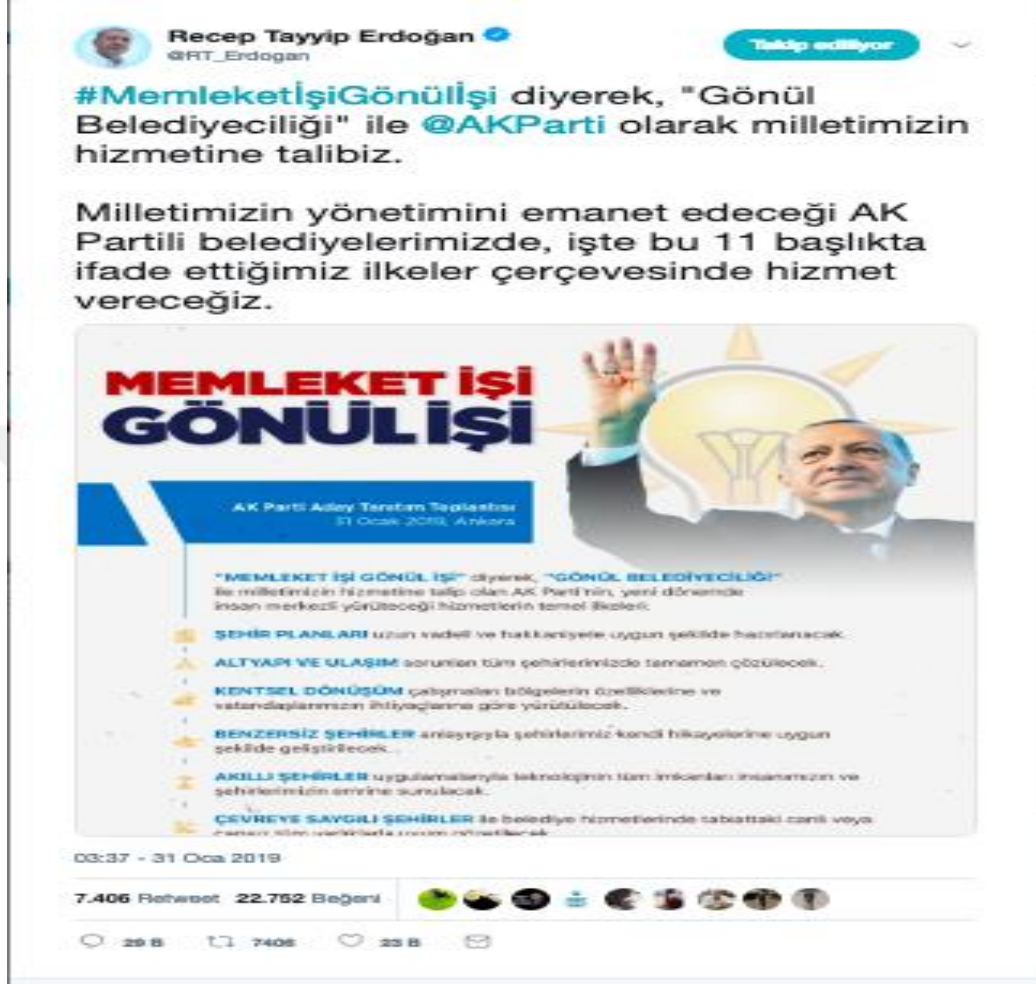 Recep Tayyip Erdoğan
@RT_Erdogan
Takip ediliyor
#MemleketİşiGönülİşi diyerek, "Gönül
Belediyeciliği" ile @AKParti olarak milletimizin
hizmetine talibiz.
Milletimizin yönetimini emanet edeceği AK
Partili belediyelerimizde, işte bu 11 başlıkta
ifade ettiğimiz ilkeler çerçevesinde hizmet
vereceğiz.
MEMLEKET İŞİ
GÖNÜL İŞİ
AK Parti Aday Tanıtım Toplantısı
31 Ocak 2019, Ankara
"MEMLEKET İŞİ GÖNÜL İŞİ" diyerek, "GÖNÜL BELEDİYECİLİĞİ"
ile milletimizin hizmetine talip olan AK Parti'nin, yeni dönemde
insan merkezli yürüteceği hizmetlerin temel ilkeleri:
ŞEHİR PLANLARI uzun vadeli ve hakkaniyete uygun şekilde hazırlanacak.
ALTYAPI VE ULAŞIM sorunları tüm şehirlerimizde tamamen çözülecek.
KENTSEL DÖNÜŞÜM çalışmaları bölgelerin özelliklerine ve
vatandaşlarımızın ihtiyaçlarına göre yürütülecek.
BENZERSİZ ŞEHİRLER anlayışıyla şehirlerimiz kendi hikayelerine uygun
şekilde geliştirilecek.
AKILLI ŞEHİRLER uygulamalarıyla teknolojinin tüm imkanları insanımızın ve
şehirlerimizin emrine sunulacak.
ÇEVREYE SAYGILI ŞEHİRLER ile belediye hizmetlerinde tabiattaki canlı veya
03:37 - 31 Oca 2019
7.406 Retweet 22.752 Beğeni
29 B 7406 23 B